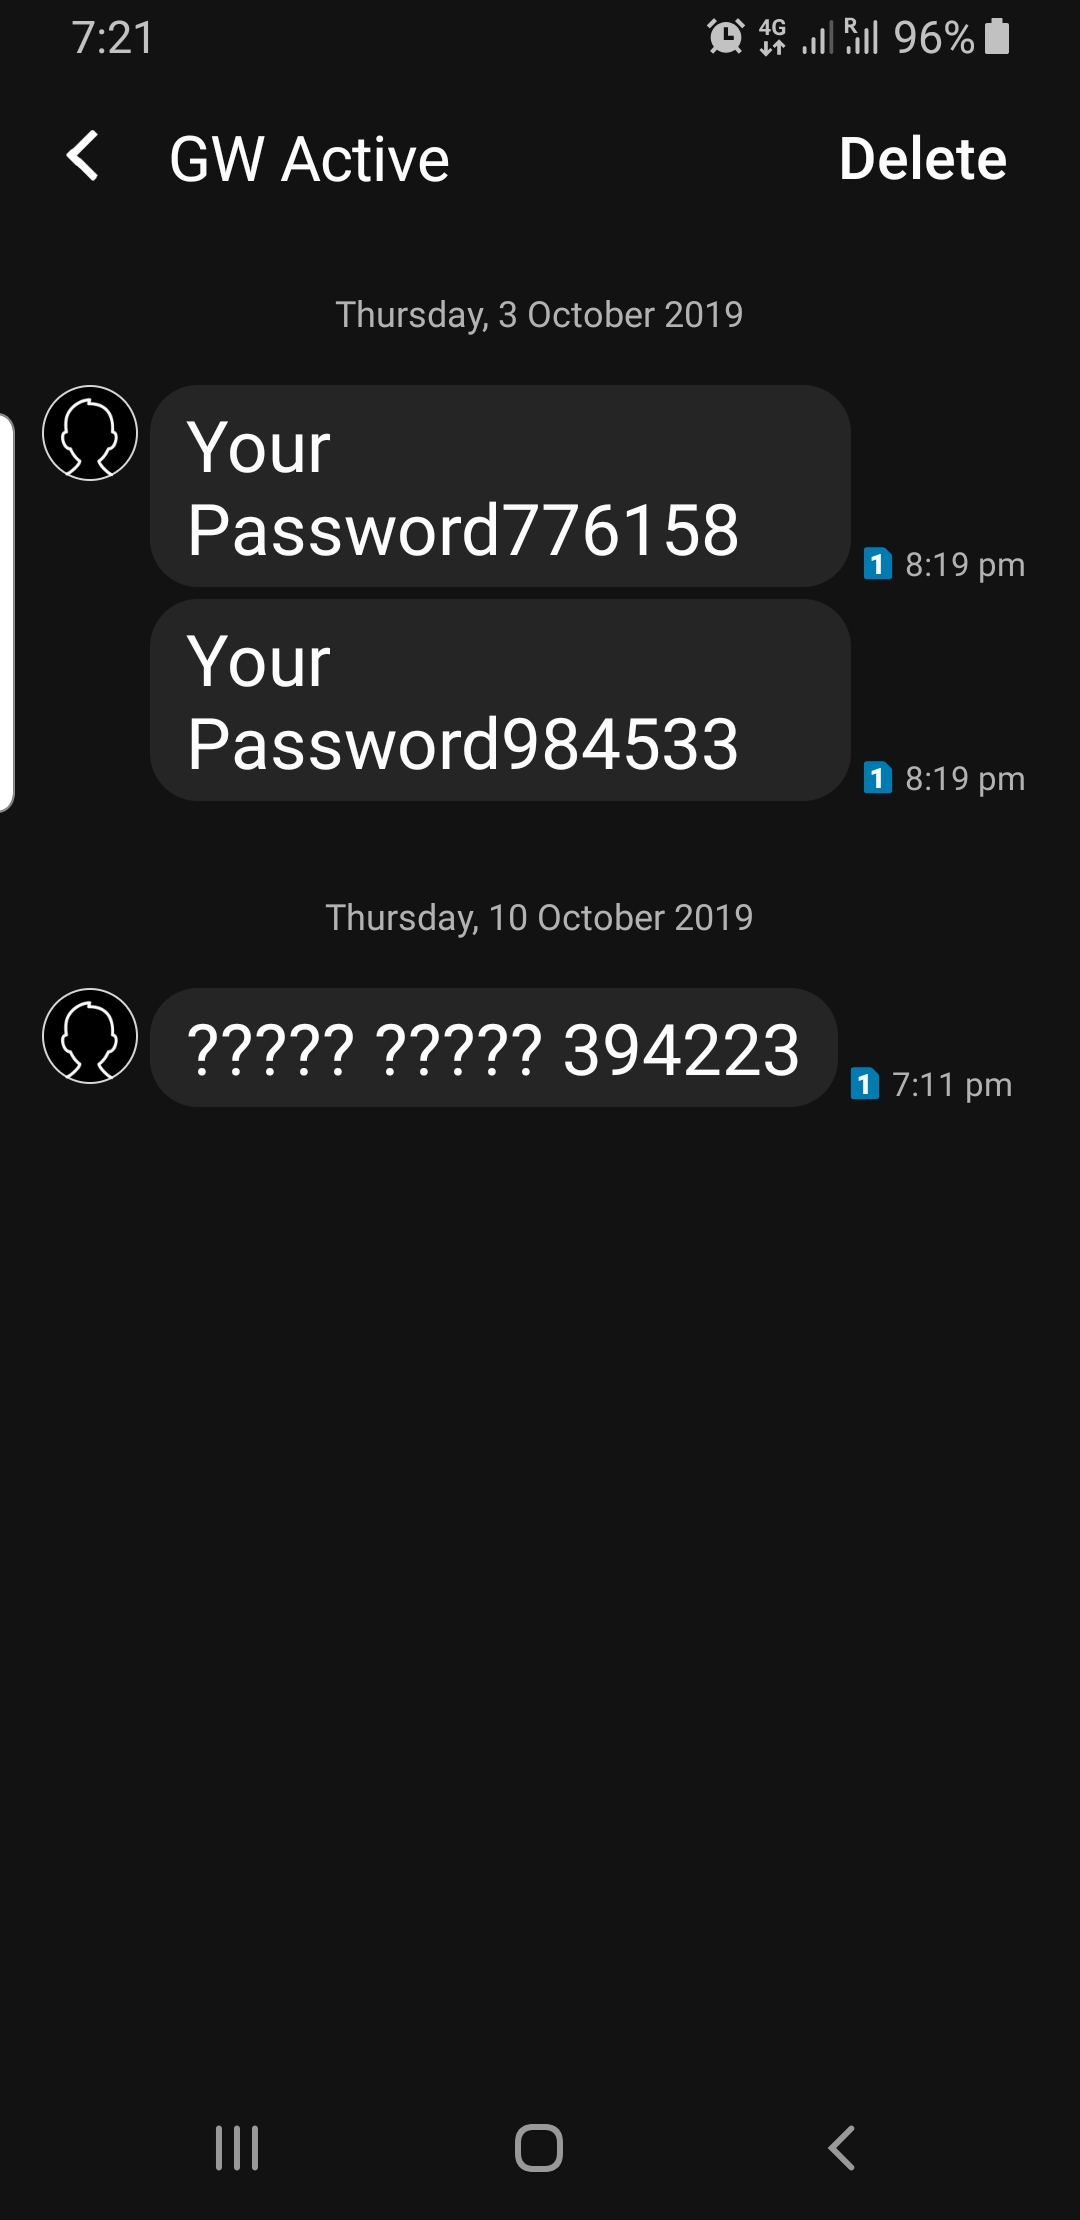 7:21 4G R 96%
GW Active Delete
Thursday, 3 October 2019
Your
Password776158
1 8:19 pm
Your
Password984533
1 8:19 pm
Thursday, 10 October 2019
????? ????? 394223
1 7:11 pm